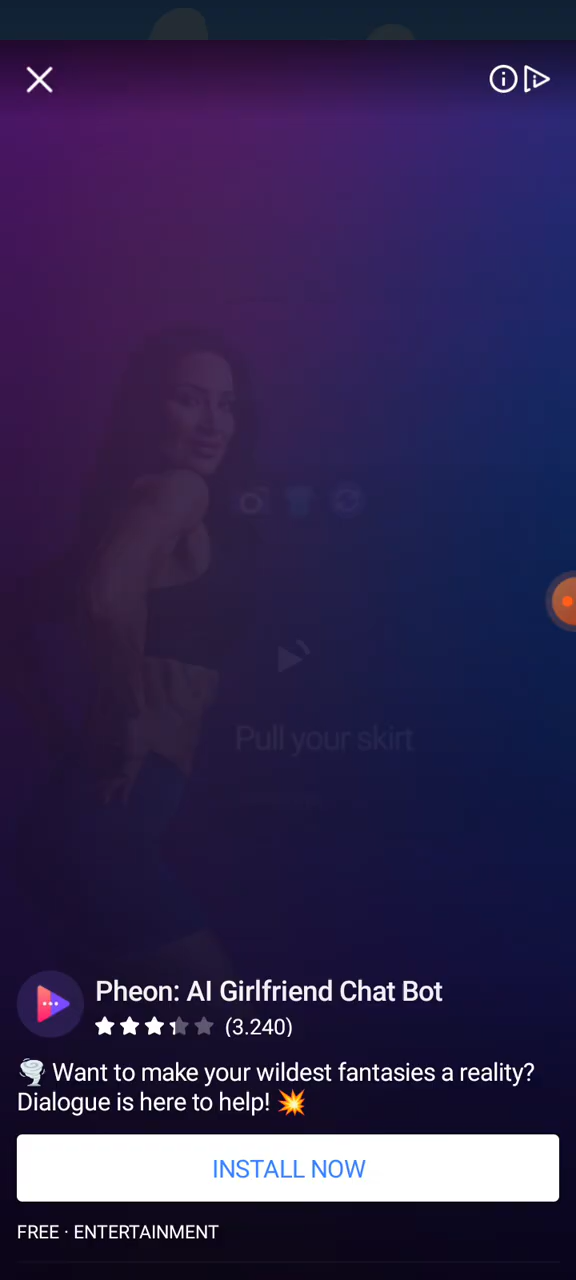 Pull your skirt
Pheon: AI Girlfriend Chat Bot
(3.240)
🌪️ Want to make your wildest fantasies a reality?
Dialogue is here to help! 💥
INSTALL NOW
FREE · ENTERTAINMENT